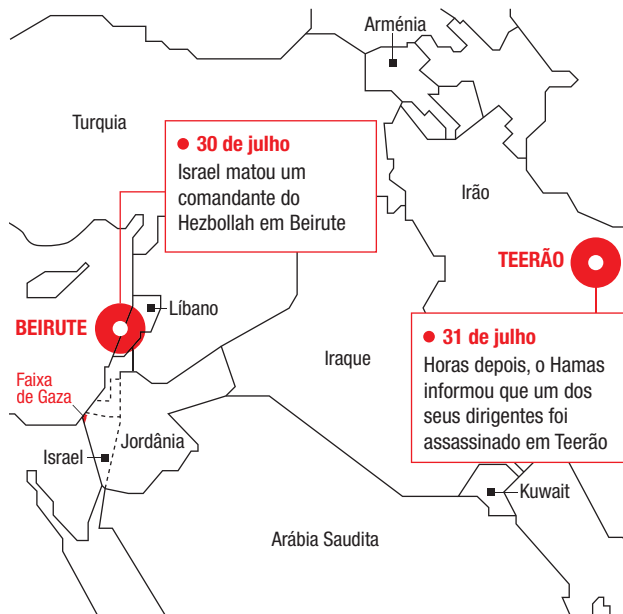 Arménia
Turquia
● 30 de julho
Israel matou um
comandante do
Hezbollah em Beirute
Irão
TEERÃO
BEIRUTE
Líbano
● 31 de julho
Horas depois, o Hamas
informou que um dos
seus dirigentes foi
assassinado em Teerão
Iraque
Faixa
de Gaza
Jordânia
Israel
Kuwait
Arábia Saudita